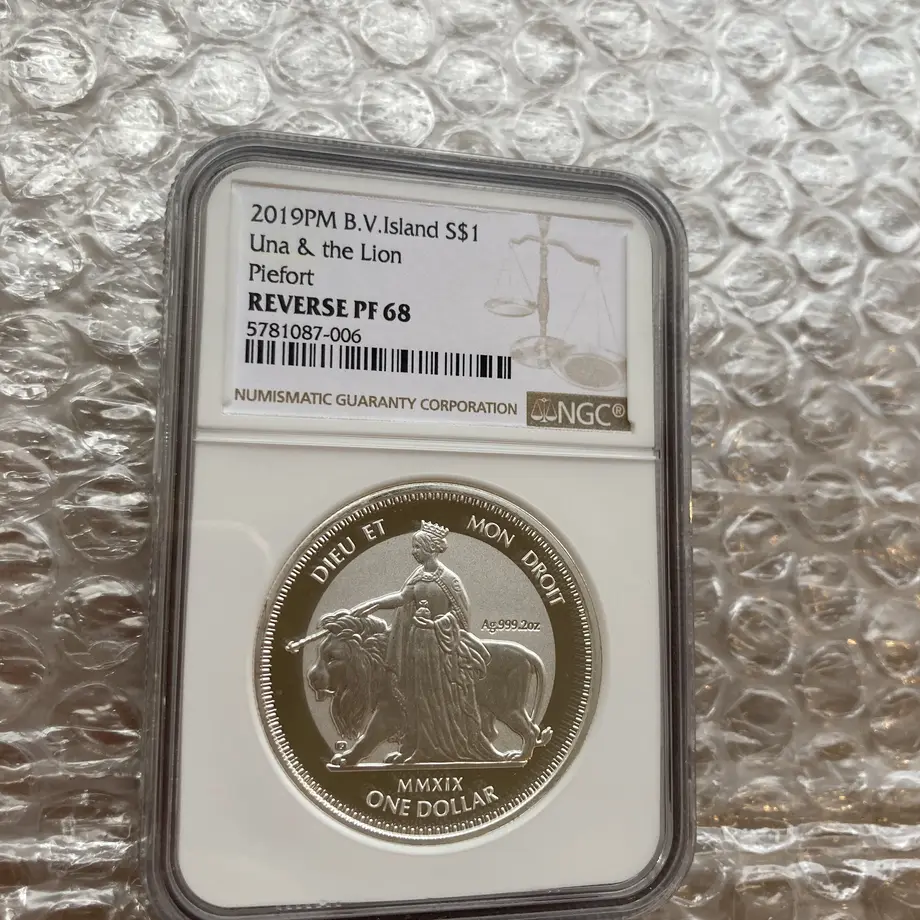 2019PM B.V.Island S$1
Una & the Lion
Piefort
REVERSE PF 68
5781087-006
NUMISMATIC GUARANTY CORPORATION
NGC®
DIEU ET MON DROIT
Ag.999.2oz
MMXIX
ONE DOLLAR